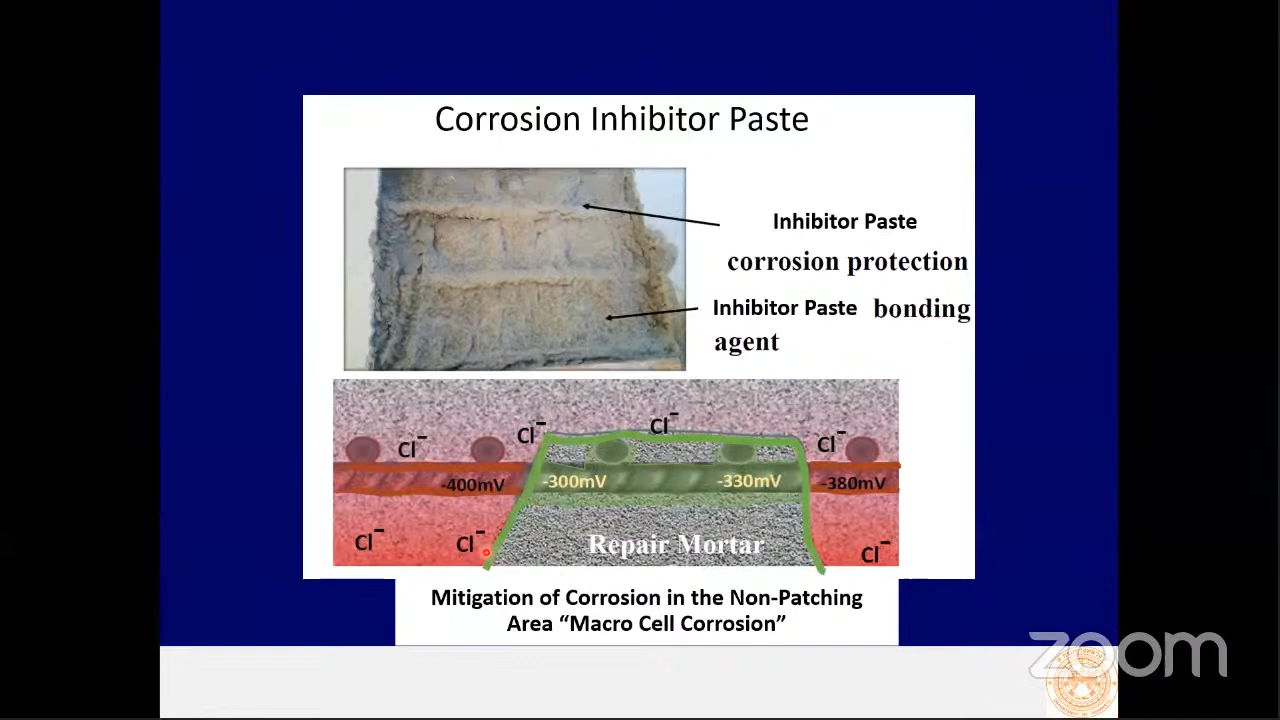 Corrosion Inhibitor Paste
Inhibitor Paste
corrosion protection
Inhibitor Paste bonding
agent
Cl⁻ Cl⁻ Cl⁻ Cl⁻
-400mV -300mV -330mV -380mV
Cl⁻ Cl⁻ Repair Mortar Cl⁻
Mitigation of Corrosion in the Non-Patching
Area “Macro Cell Corrosion”
zoom